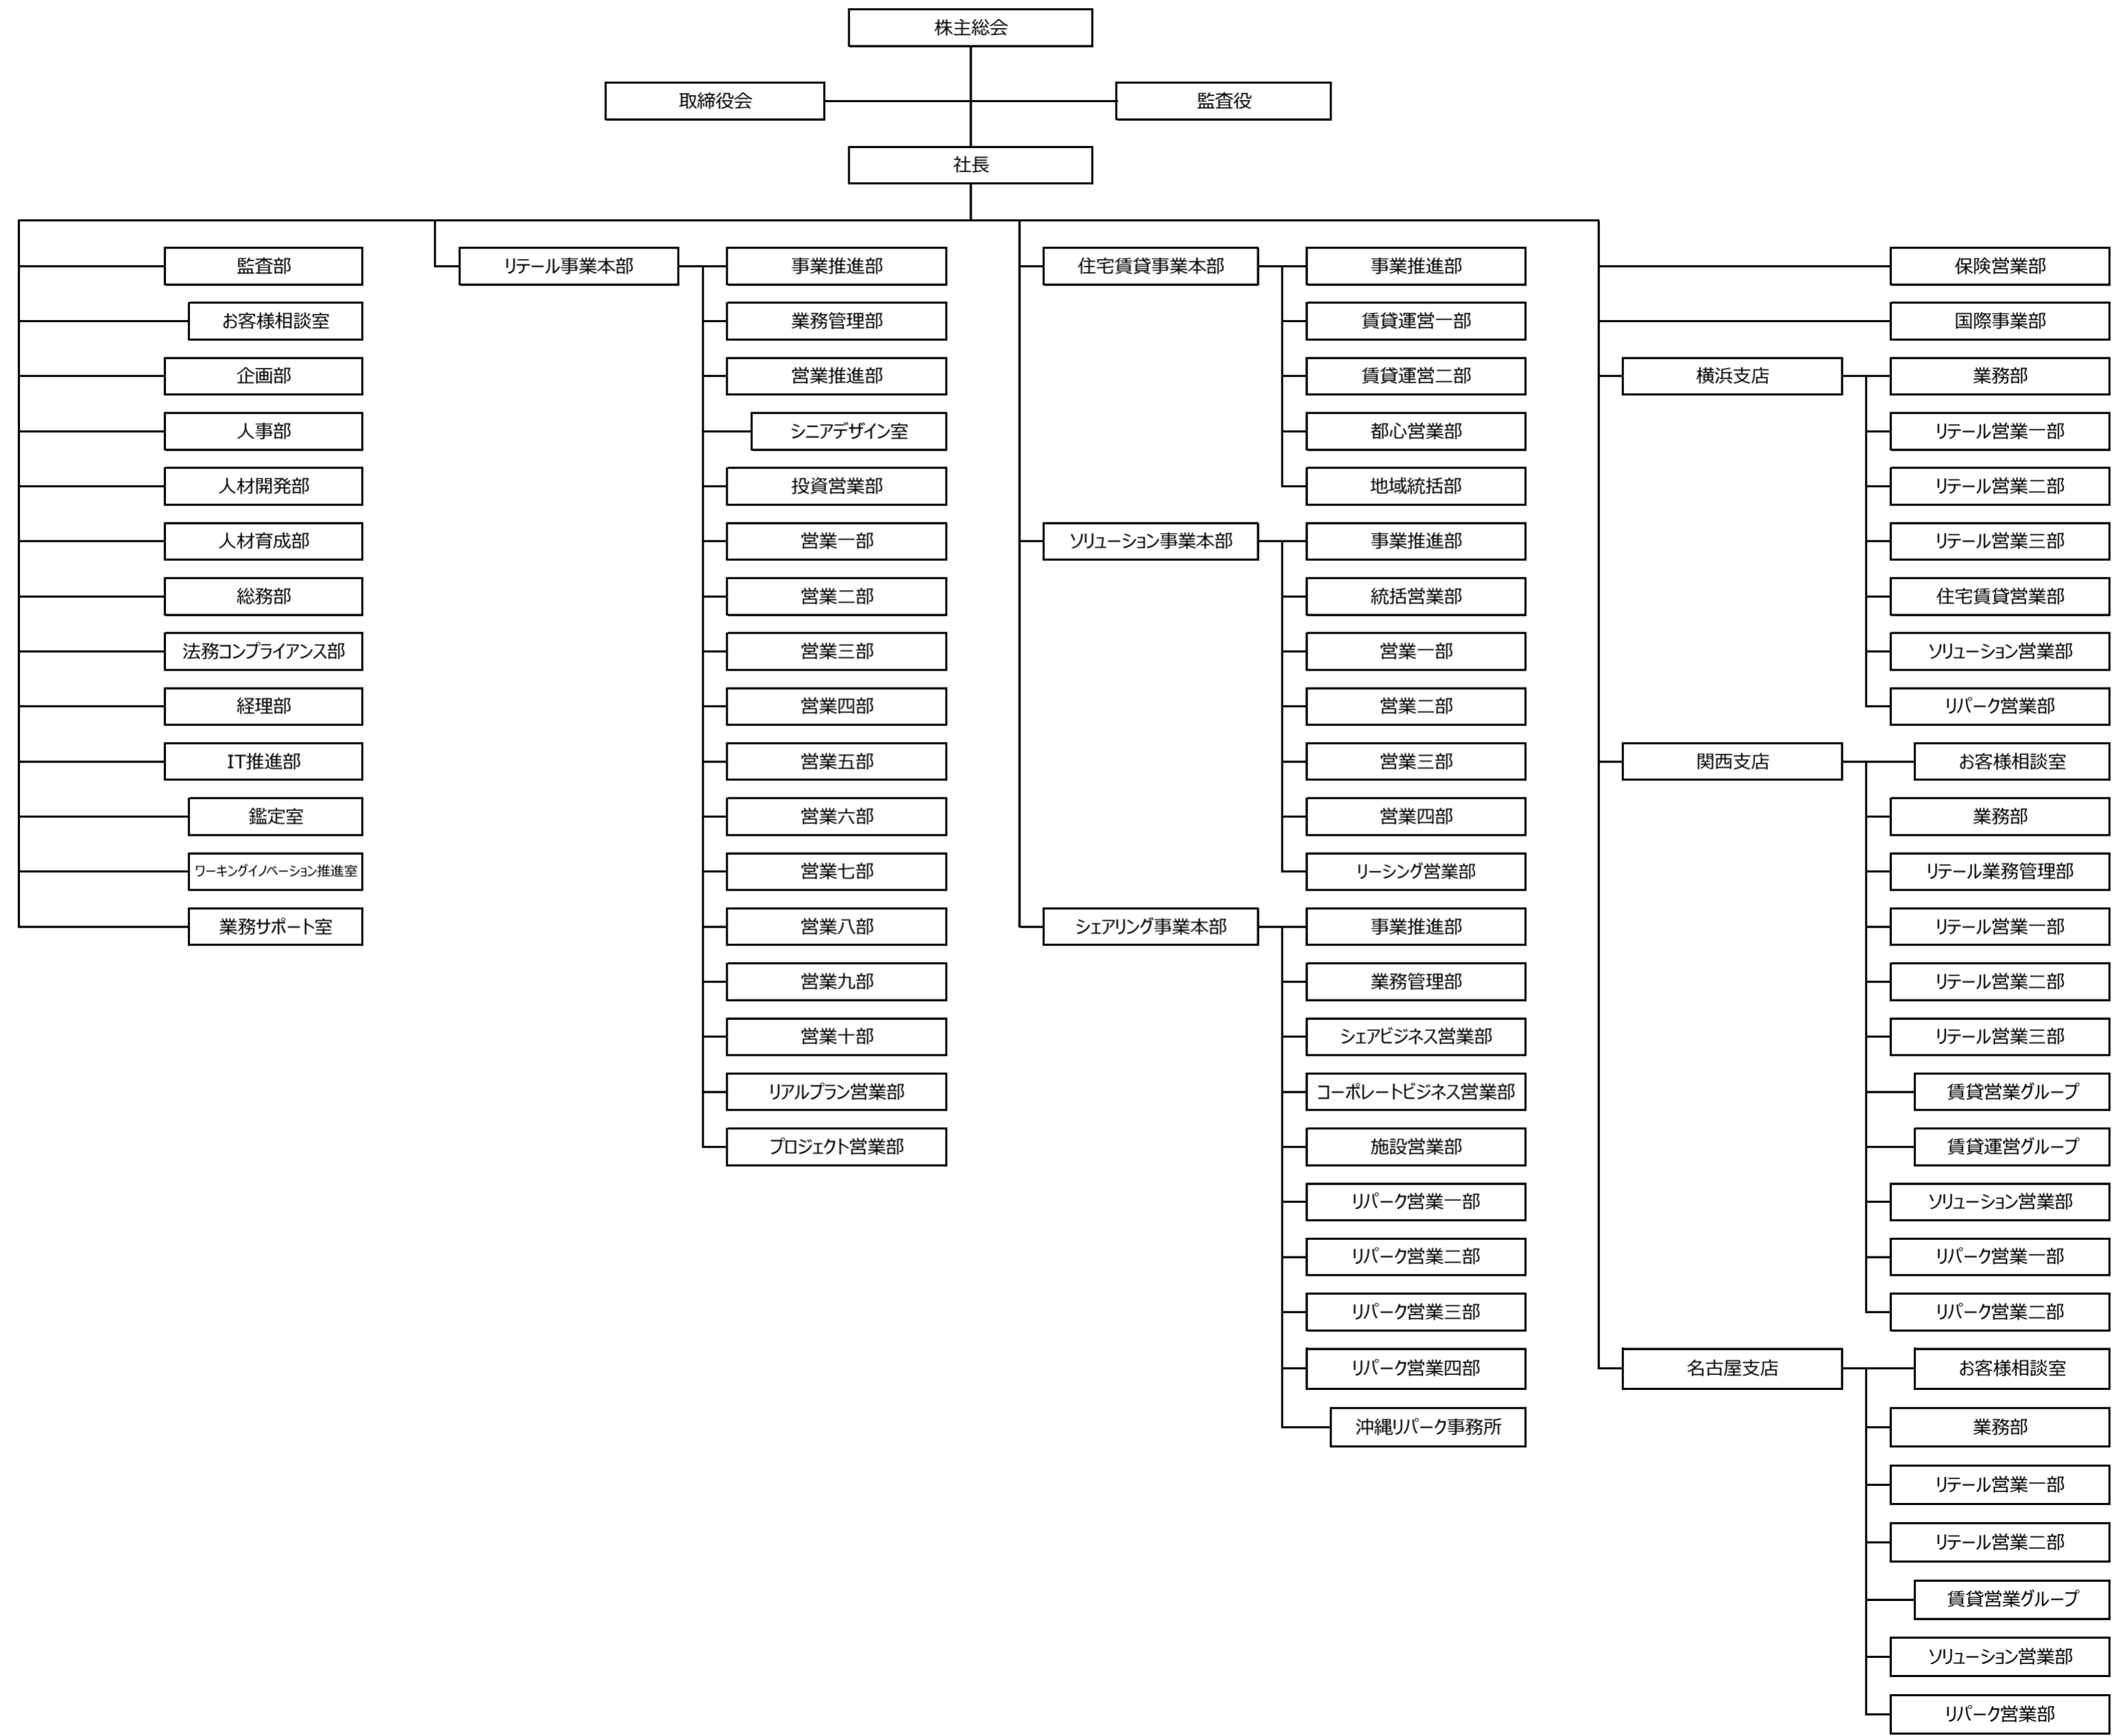 株主総会
取締役会
監査役
社長
監査部
お客様相談室
企画部
人事部
人材開発部
人材育成部
総務部
法務コンプライアンス部
経理部
IT推進部
鑑定室
ワーキングイノベーション推進室
業務サポート室
リテール事業本部
事業推進部
業務管理部
営業推進部
シニアデザイン室
投資営業部
営業一部
営業二部
営業三部
営業四部
営業五部
営業六部
営業七部
営業八部
営業九部
営業十部
リアルプラン営業部
プロジェクト営業部
住宅賃貸事業本部
事業推進部
賃貸運営一部
賃貸運営二部
都心営業部
地域統括部
ソリューション事業本部
事業推進部
統括営業部
営業一部
営業二部
営業三部
営業四部
リーシング営業部
シェアリング事業本部
事業推進部
業務管理部
シェアビジネス営業部
コーポレートビジネス営業部
施設営業部
リパーク営業一部
リパーク営業二部
リパーク営業三部
リパーク営業四部
沖縄リパーク事務所
保険営業部
国際事業部
横浜支店
業務部
リテール営業一部
リテール営業二部
リテール営業三部
住宅賃貸営業部
ソリューション営業部
リパーク営業部
関西支店
お客様相談室
業務部
リテール業務管理部
リテール営業一部
リテール営業二部
リテール営業三部
賃貸営業グループ
賃貸運営グループ
ソリューション営業部
リパーク営業一部
リパーク営業二部
名古屋支店
お客様相談室
業務部
リテール営業一部
リテール営業二部
賃貸営業グループ
ソリューション営業部
リパーク営業部